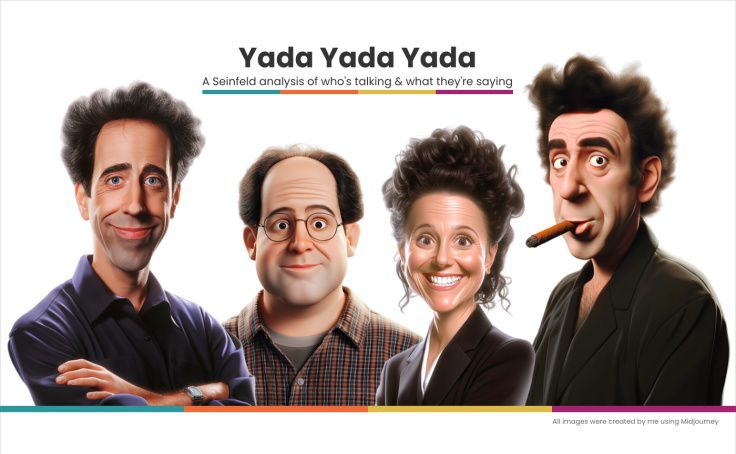 Yada Yada Yada
A Seinfeld analysis of who's talking & what they're saying
All images were created by me using Midjourney